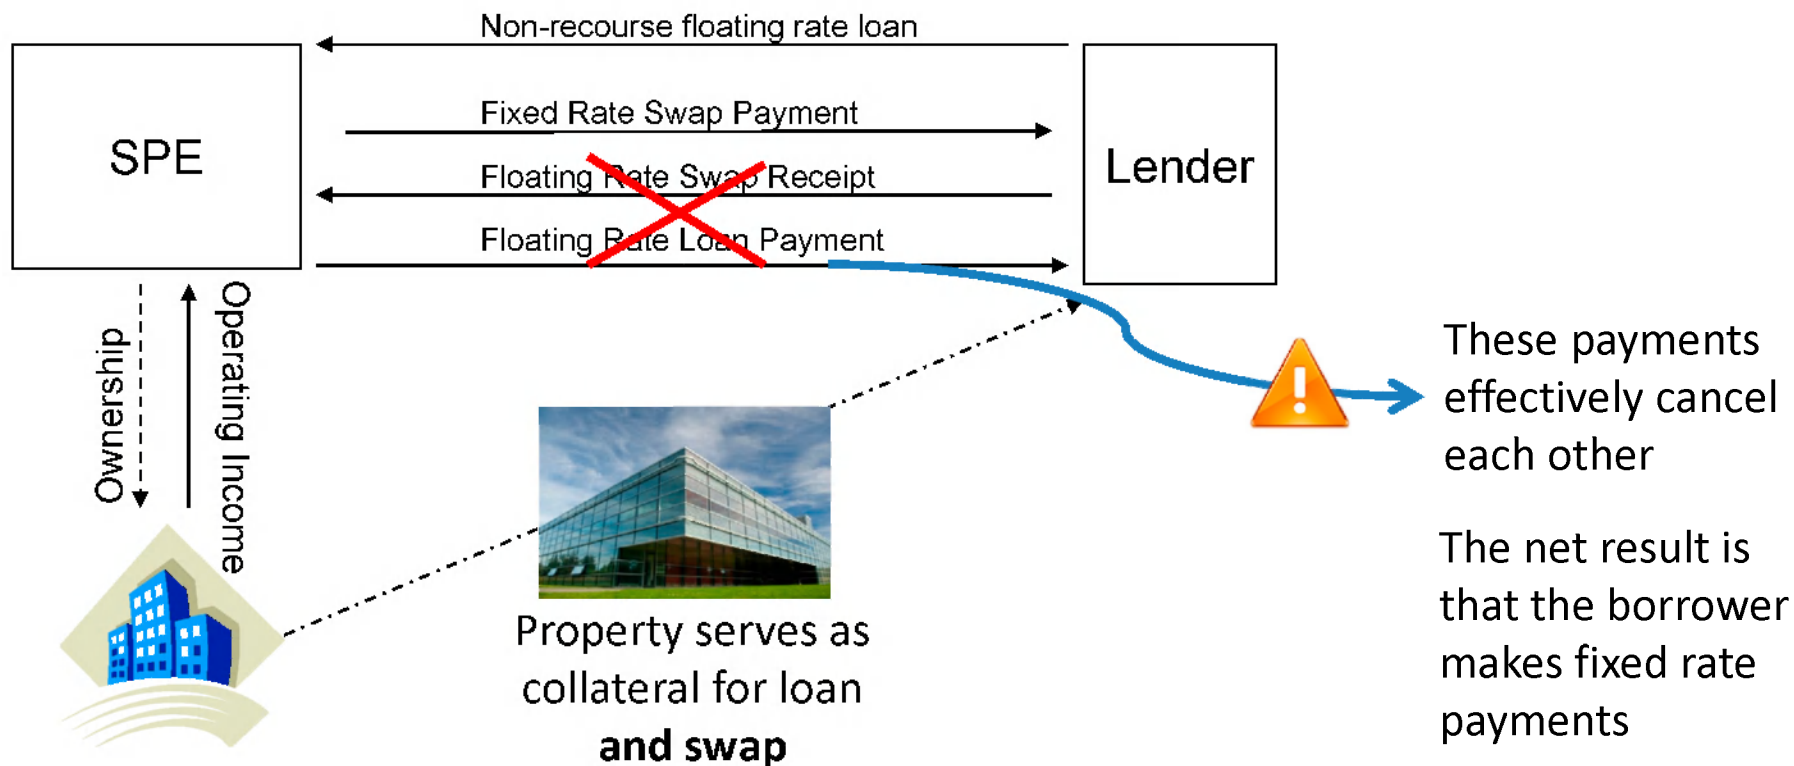 Non-recourse floating rate loan
SPE
Fixed Rate Swap Payment
Floating Rate Swap Receipt
Floating Rate Loan Payment
Lender
Ownership
Operating Income
These payments
effectively cancel
each other
The net result is
that the borrower
makes fixed rate
payments
Property serves as
collateral for loan
and swap